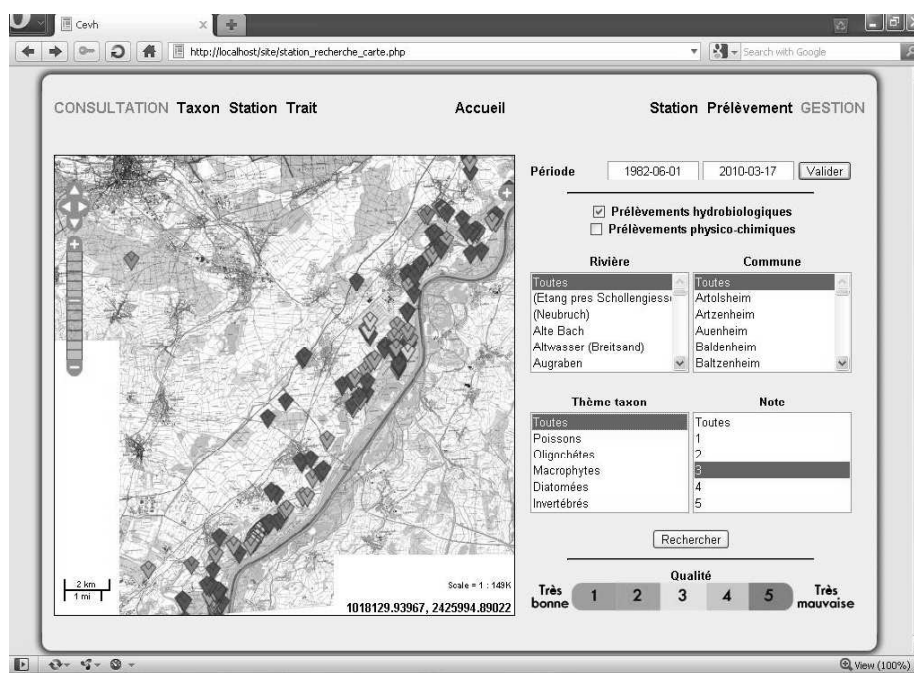 Cevh
http://localhost/site/station_recherche_carte.php
Search with Google
CONSULTATION Taxon Station Trait
Accueil
Station Prélèvement GESTION
Période 1982-06-01 2010-03-17 Valider
Prélèvements hydrobiologiques
Prélèvements physico-chimiques
Rivière
Toutes
(Etang pres Schollengiesse
(Neubruch)
Alte Bach
Altwasser (Breitsand)
Augraben
Commune
Toutes
Artolsheim
Artzenheim
Auenheim
Baldenheim
Baltzenheim
Thème taxon
Toutes
Poissons
Oligochétes
Macrophytes
Diatomées
Invertébrés
Note
Toutes
1
2
3
4
5
Rechercher
Qualité
Très bonne 1 2 3 4 5 Très mauvaise
2 km
1 mi
Scale = 1 : 149K
1018129.93967, 2425994.89022
View (100%)